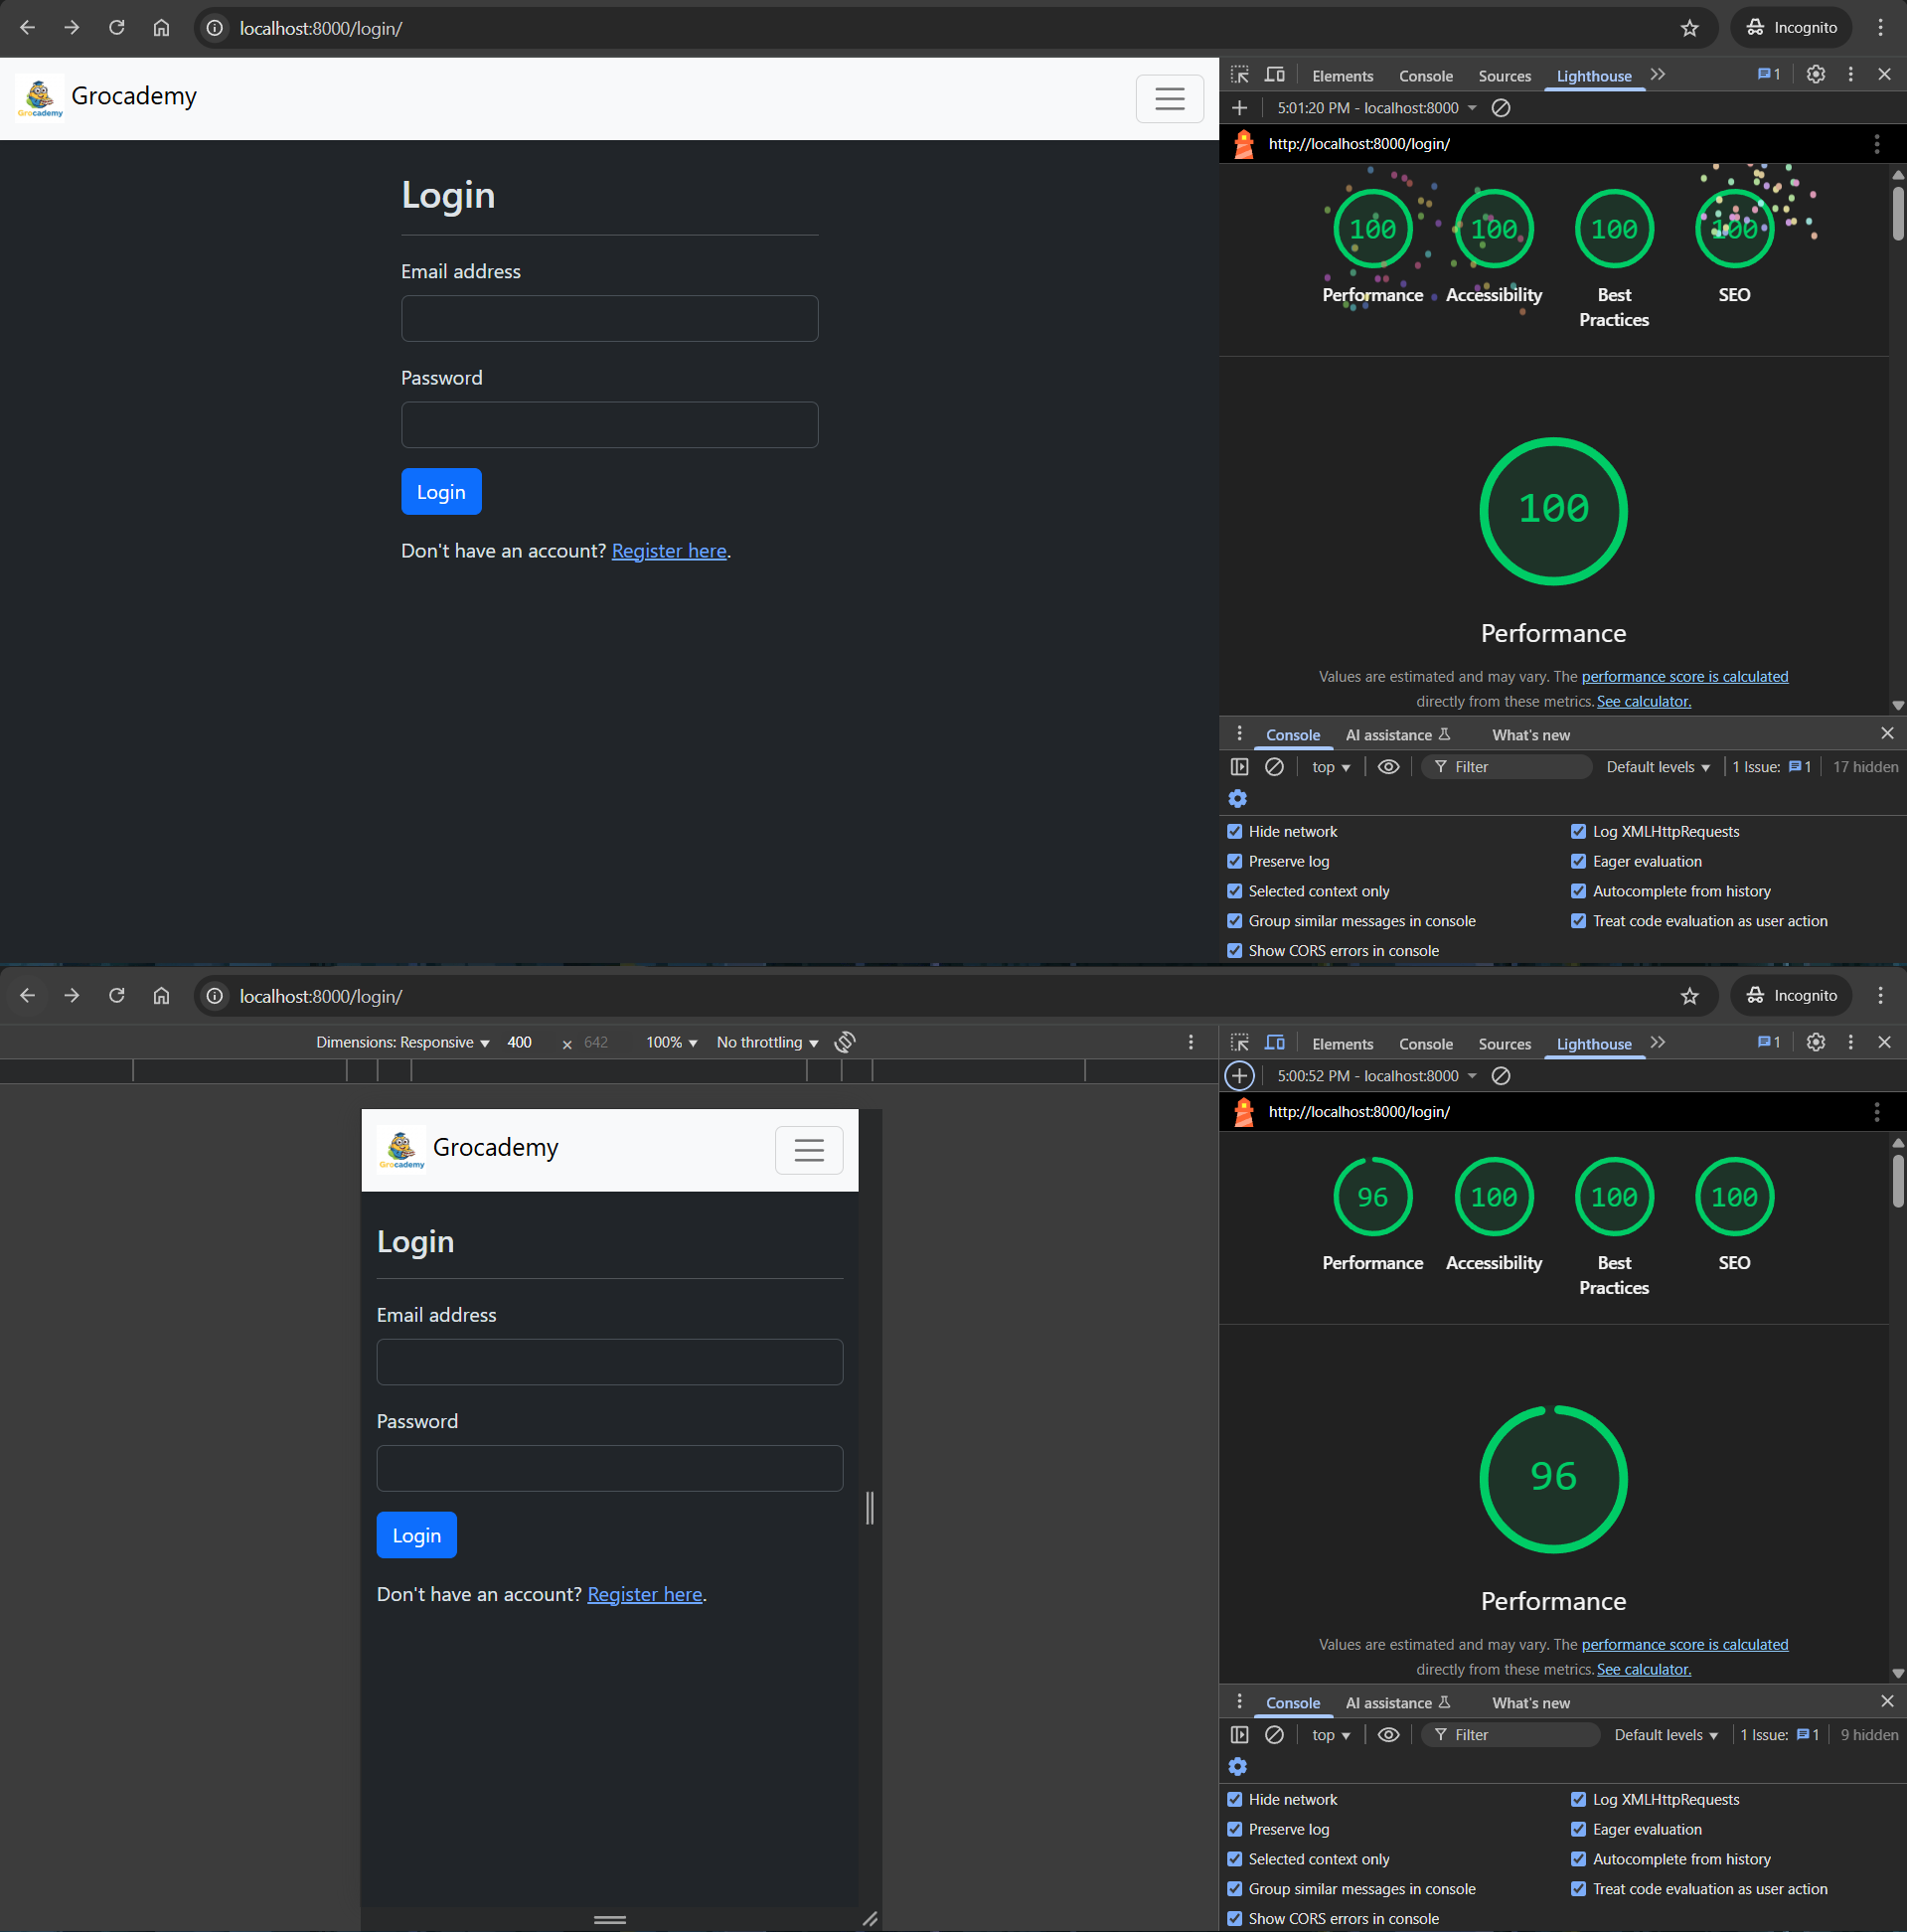 localhost:8000/login/
Incognito
Grocademy
Grocademy
Login
Email address
Password
Login
Don't have an account? Register here.
Elements Console Sources Lighthouse 1
5:01:20 PM - localhost:8000
http://localhost:8000/login/
100 100 100 100
Performance Accessibility Best Practices SEO
100
Performance
Values are estimated and may vary. The performance score is calculated
directly from these metrics. See calculator.
Console AI assistance What's new
top Filter Default levels 1 Issue: 1 17 hidden
Hide network Log XMLHttpRequests
Preserve log Eager evaluation
Selected context only Autocomplete from history
Group similar messages in console Treat code evaluation as user action
Show CORS errors in console
localhost:8000/login/
Incognito
Dimensions: Responsive 400 × 642 100% No throttling
Grocademy
Grocademy
Login
Email address
Password
Login
Don't have an account? Register here.
Elements Console Sources Lighthouse 1
5:00:52 PM - localhost:8000
http://localhost:8000/login/
96 100 100 100
Performance Accessibility Best Practices SEO
96
Performance
Values are estimated and may vary. The performance score is calculated
directly from these metrics. See calculator.
Console AI assistance What's new
top Filter Default levels 1 Issue: 1 9 hidden
Hide network Log XMLHttpRequests
Preserve log Eager evaluation
Selected context only Autocomplete from history
Group similar messages in console Treat code evaluation as user action
Show CORS errors in console